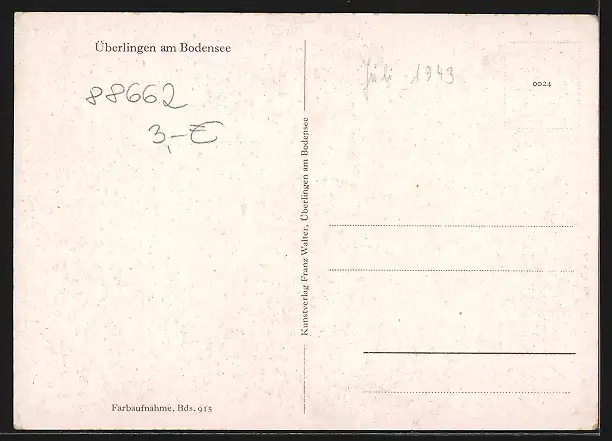 Überlingen am Bodensee
88662
3,- €
Kunstverlag Franz Walter, Überlingen am Bodensee
Juli 1943
0024
Farbaufnahme, Bds. 915